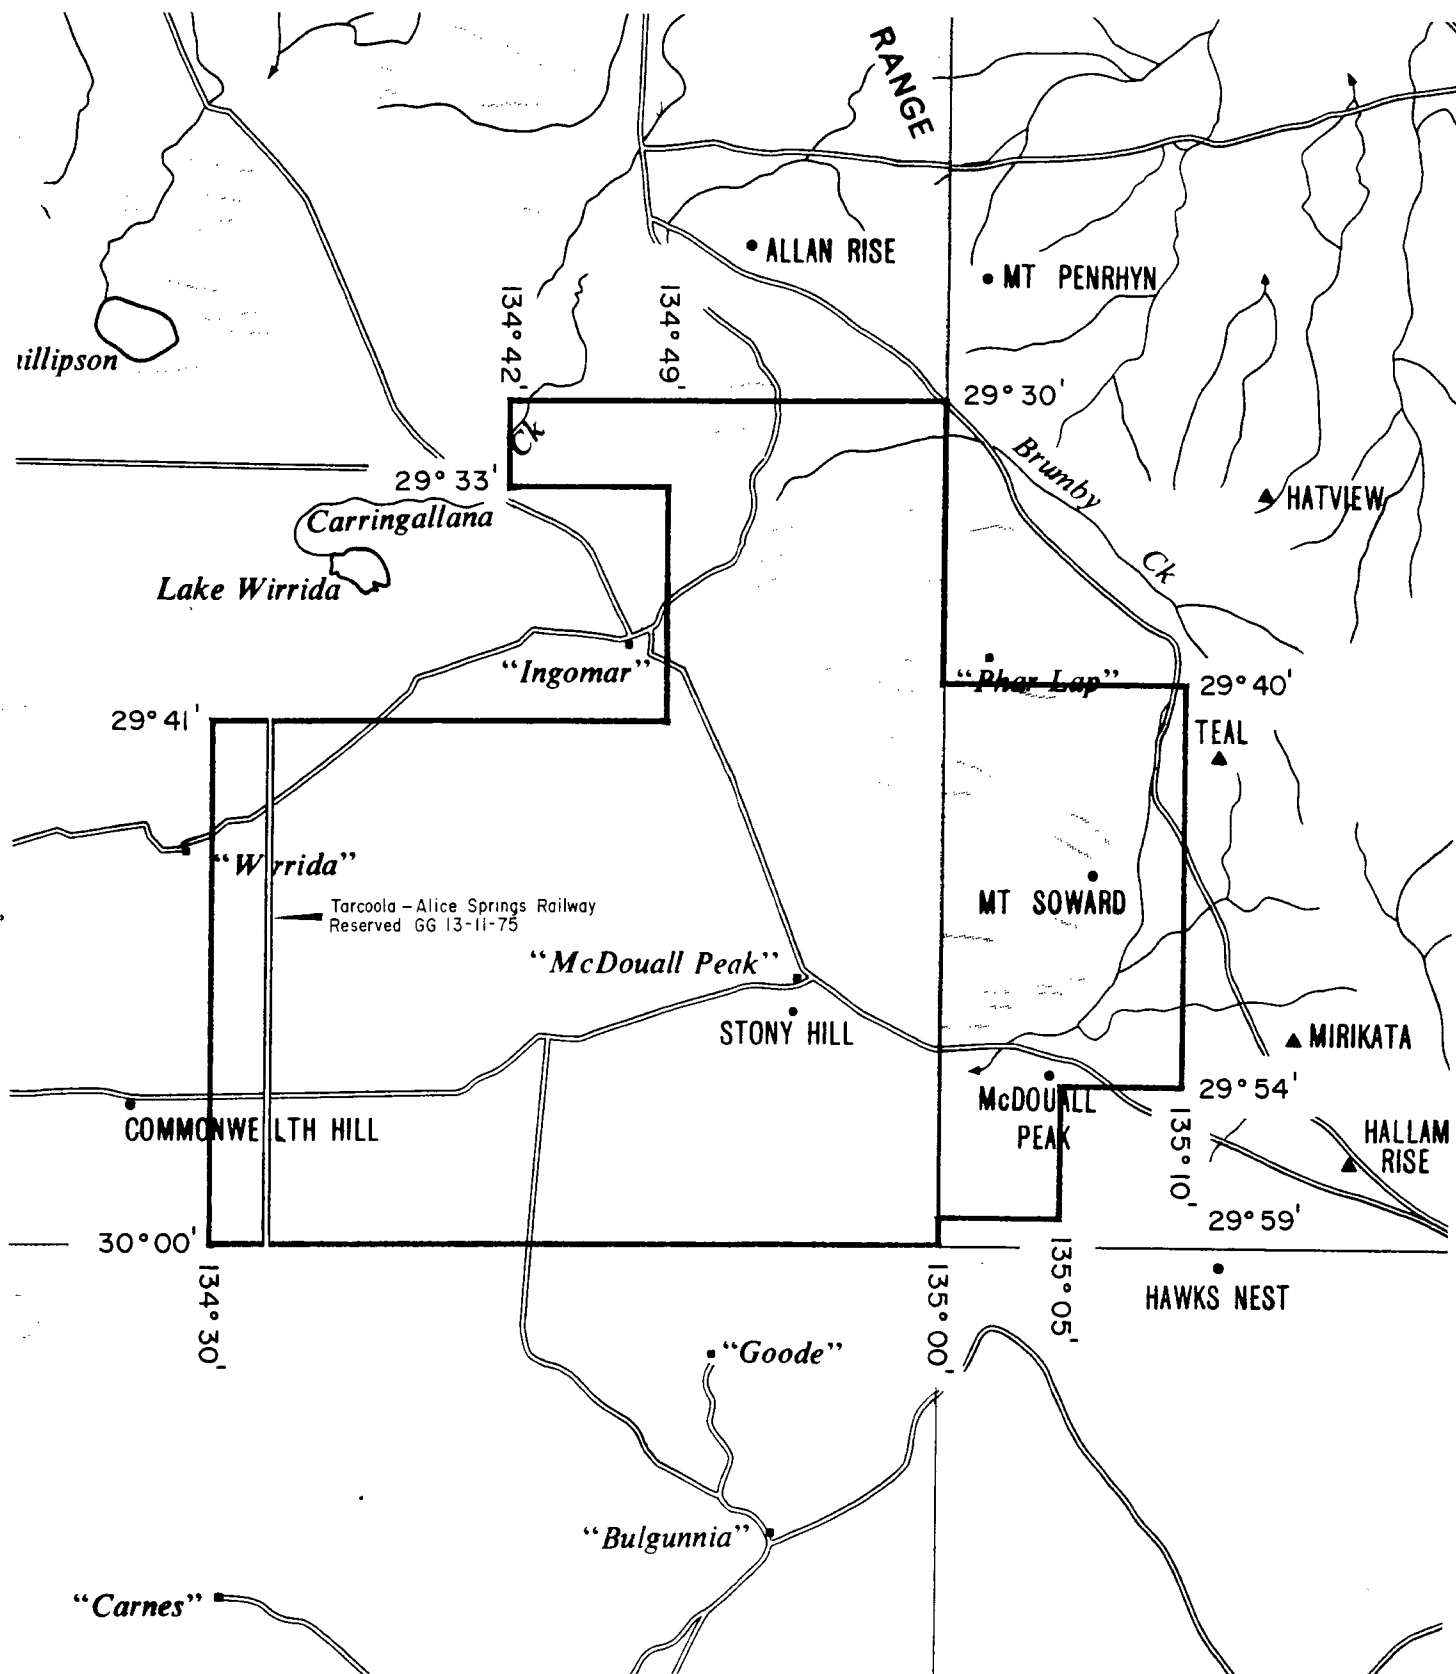 RANGE
ALLAN RISE
MT PENRHYN
134° 42'
134° 49'
illipson
29° 30'
Ck
Brumby
29° 33'
HATVIEW
Carringallana
Ck
Lake Wirrida
"Ingomar"
"Phar Lap"
29° 40'
29° 41'
TEAL
"Wirrida"
MT SOWARD
Tarcoola – Alice Springs Railway
Reserved GG 13-11-75
"McDouall Peak"
STONY HILL
MIRIKATA
29° 54'
McDOUALL
PEAK
COMMONWEALTH HILL
135° 10'
HALLAM
RISE
29° 59'
30° 00'
134° 30'
135° 00'
135° 05'
HAWKS NEST
"Goode"
"Bulgunnia"
"Carnes"